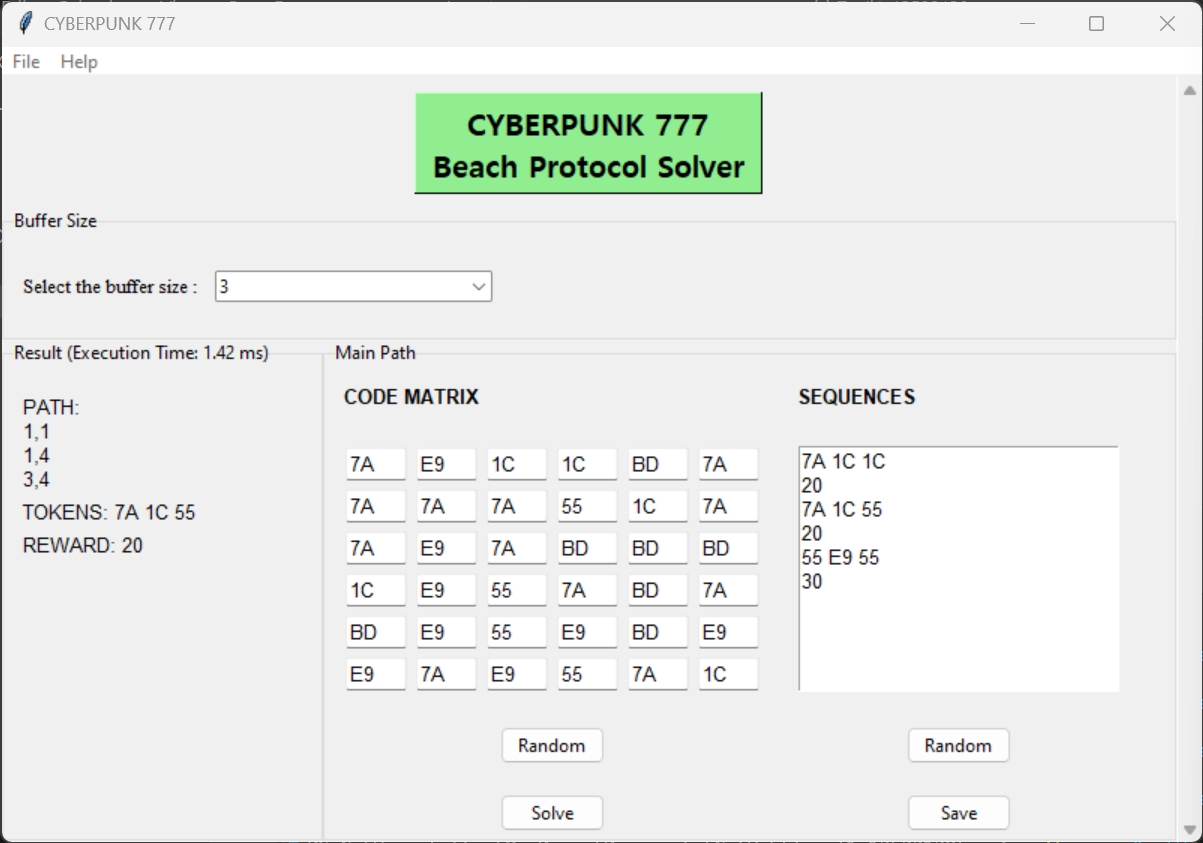 CYBERPUNK 777
File Help
CYBERPUNK 777
Beach Protocol Solver
Buffer Size
Select the buffer size : 3
Result (Execution Time: 1.42 ms)
PATH:
1,1
1,4
3,4
TOKENS: 7A 1C 55
REWARD: 20
Main Path
CODE MATRIX
7A E9 1C 1C BD 7A
7A 7A 7A 55 1C 7A
7A E9 7A BD BD BD
1C E9 55 7A BD 7A
BD E9 55 E9 BD E9
E9 7A E9 55 7A 1C
Random
Solve
SEQUENCES
7A 1C 1C
20
7A 1C 55
20
55 E9 55
30
Random
Save